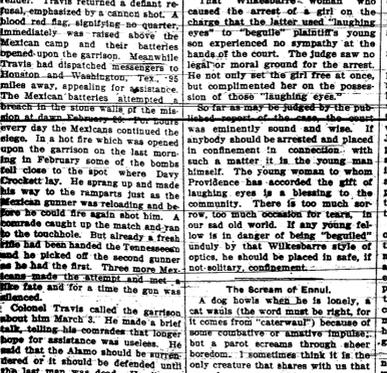 render. Travis returned a defiant re-
fusal, emphasized by a cannon shot. A
blood red flag, signifying no quarter,
immediately was raised above the
Mexican camp and their batteries
opened upon the garrison. Meanwhile
Travis had dispatched messengers to
Houston and Washington, Tex., 95
miles away, appealing for assistance.
The Mexican batteries attempted a
breach in the stone walls of the mis-
sion at dawn February For hours
every day the Mexicans continued the
siege. In a hot fire which was opened
upon the garrison on the last morn-
ing in February some of the bombs
fell close to the spot where Davy
Crockett lay. He sprang up and made
his way to the ramparts just as the
Mexican gunner was reloading and be-
fore he could fire again shot him. A
comrade caught up the match and ran
to the touchhole. But already a fresh
rifle had been handed the Tennesseean
and he picked off the second gunner
as he had the first. Three more Mex-
icans made the attempt and met a
like fate and for a time the gun was
silenced.
Colonel Travis called the garrison
about him March 3. He made a brief
talk, telling his comrades that longer
hope for assistance was useless. He
said that the Alamo should be surren-
dered or it should be defended until
the last man was
That Wilkesbarre woman who
caused the arrest of a girl on the
charge that the latter used "laughing
eyes" to "beguile" plaintiff's young
son experienced no sympathy at the
hands of the court. The judge saw no
legal or moral ground for the arrest.
He not only set the girl free at once,
but complimented her on the posses-
sion of those "laughing eyes."
So far as may be judged by the pub-
lished report of the case, the court
was eminently sound and wise. If
anybody should be arrested and placed
in confinement in connection with
such a matter it is the young man
himself. The young woman to whom
Providence has accorded the gift of
laughing eyes is a blessing to the
community. There is too much sor-
row, too much occasion for tears, in
our sad old world. If any young fel-
low is in danger of being "beguiled"
unduly by that Wilkesbarre style of
optics, he should be placed in safe, if
not solitary, confinement.
The Scream of Ennui.
A dog howls when he is lonely, a
cat wauls (the word must be right, for
it comes from "caterwaul") because of
some combative or amative impulse,
but a parrot screams through sheer
boredom. I sometimes think it is the
only creature that shares with us that